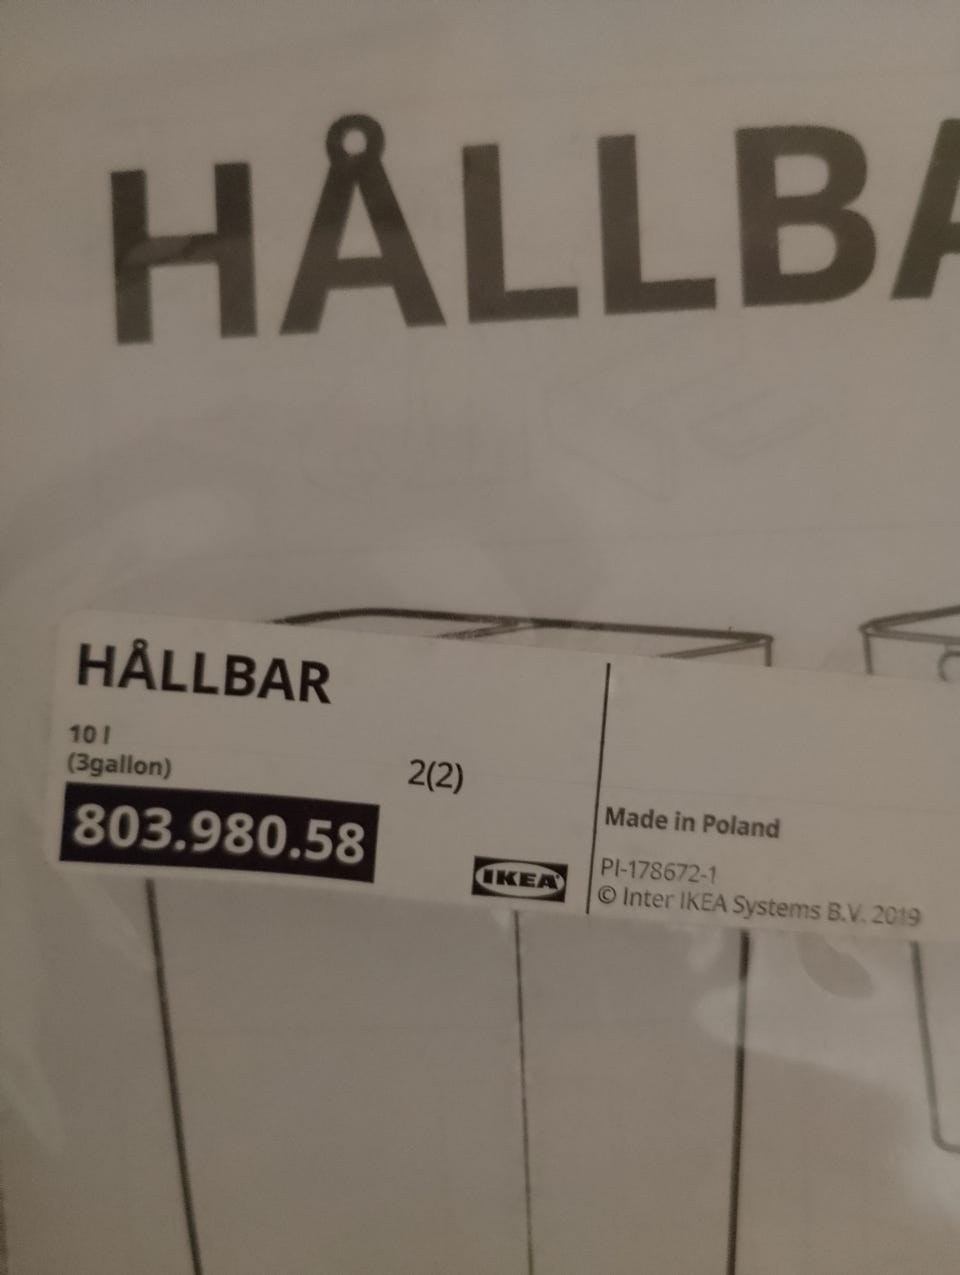 HÅLLBA
HÅLLBAR
10 l
(3gallon)
2(2)
803.980.58
IKEA
Made in Poland
PI-178672-1
© Inter IKEA Systems B.V. 2019